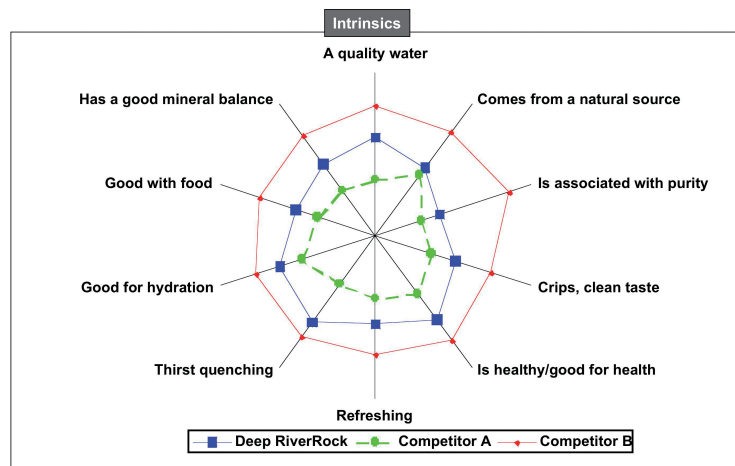 Intrinsics
A quality water
Has a good mineral balance
Comes from a natural source
Good with food
Is associated with purity
Good for hydration
Crips, clean taste
Thirst quenching
Is healthy/good for health
Refreshing
Deep RiverRock
Competitor A
Competitor B